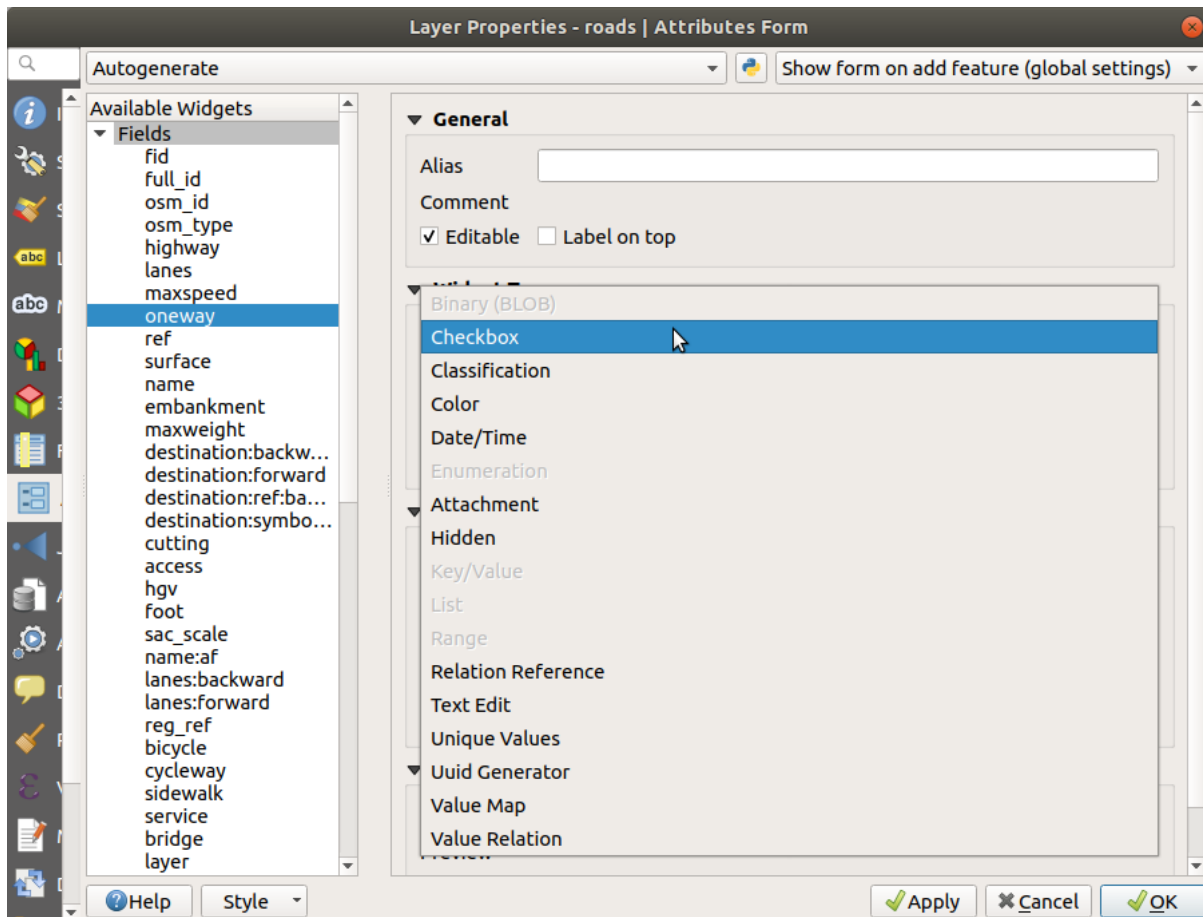 Layer Properties - roads | Attributes Form
Autogenerate
Show form on add feature (global settings)
Available Widgets
Fields
fid
full_id
osm_id
osm_type
highway
lanes
maxspeed
oneway
ref
surface
name
embankment
maxweight
destination:backw...
destination:forward
destination:ref:ba...
destination:symbo...
cutting
access
hgv
foot
sac_scale
name:af
lanes:backward
lanes:forward
reg_ref
bicycle
cycleway
sidewalk
service
bridge
layer
General
Alias
Comment
Editable
Label on top
Binary (BLOB)
Checkbox
Classification
Color
Date/Time
Enumeration
Attachment
Hidden
Key/Value
List
Range
Relation Reference
Text Edit
Unique Values
Uuid Generator
Value Map
Value Relation
abc
abc
Help
Style
Apply
Cancel
OK